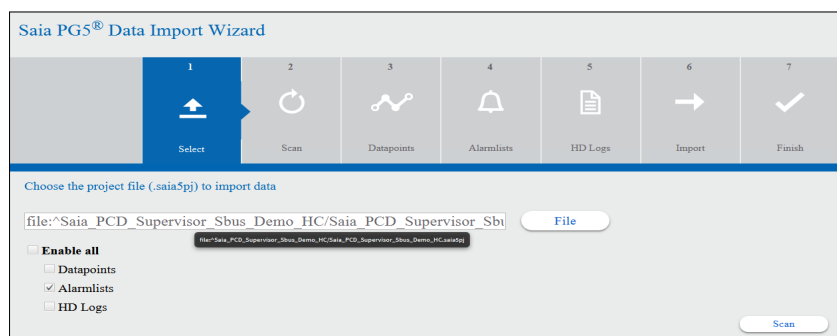 Saia PG5® Data Import Wizard
1 2 3 4 5 6 7
Select Scan Datapoints Alarmlists HD Logs Import Finish
Choose the project file (.saia5pj) to import data
file:^Saia_PCD_Supervisor_Sbus_Demo_HC/Saia_PCD_Supervisor_Sbu File
file:^Saia_PCD_Supervisor_Sbus_Demo_HC/Saia_PCD_Supervisor_Sbus_Demo_HC.saia5pj
Enable all
Datapoints
Alarmlists
HD Logs
Scan